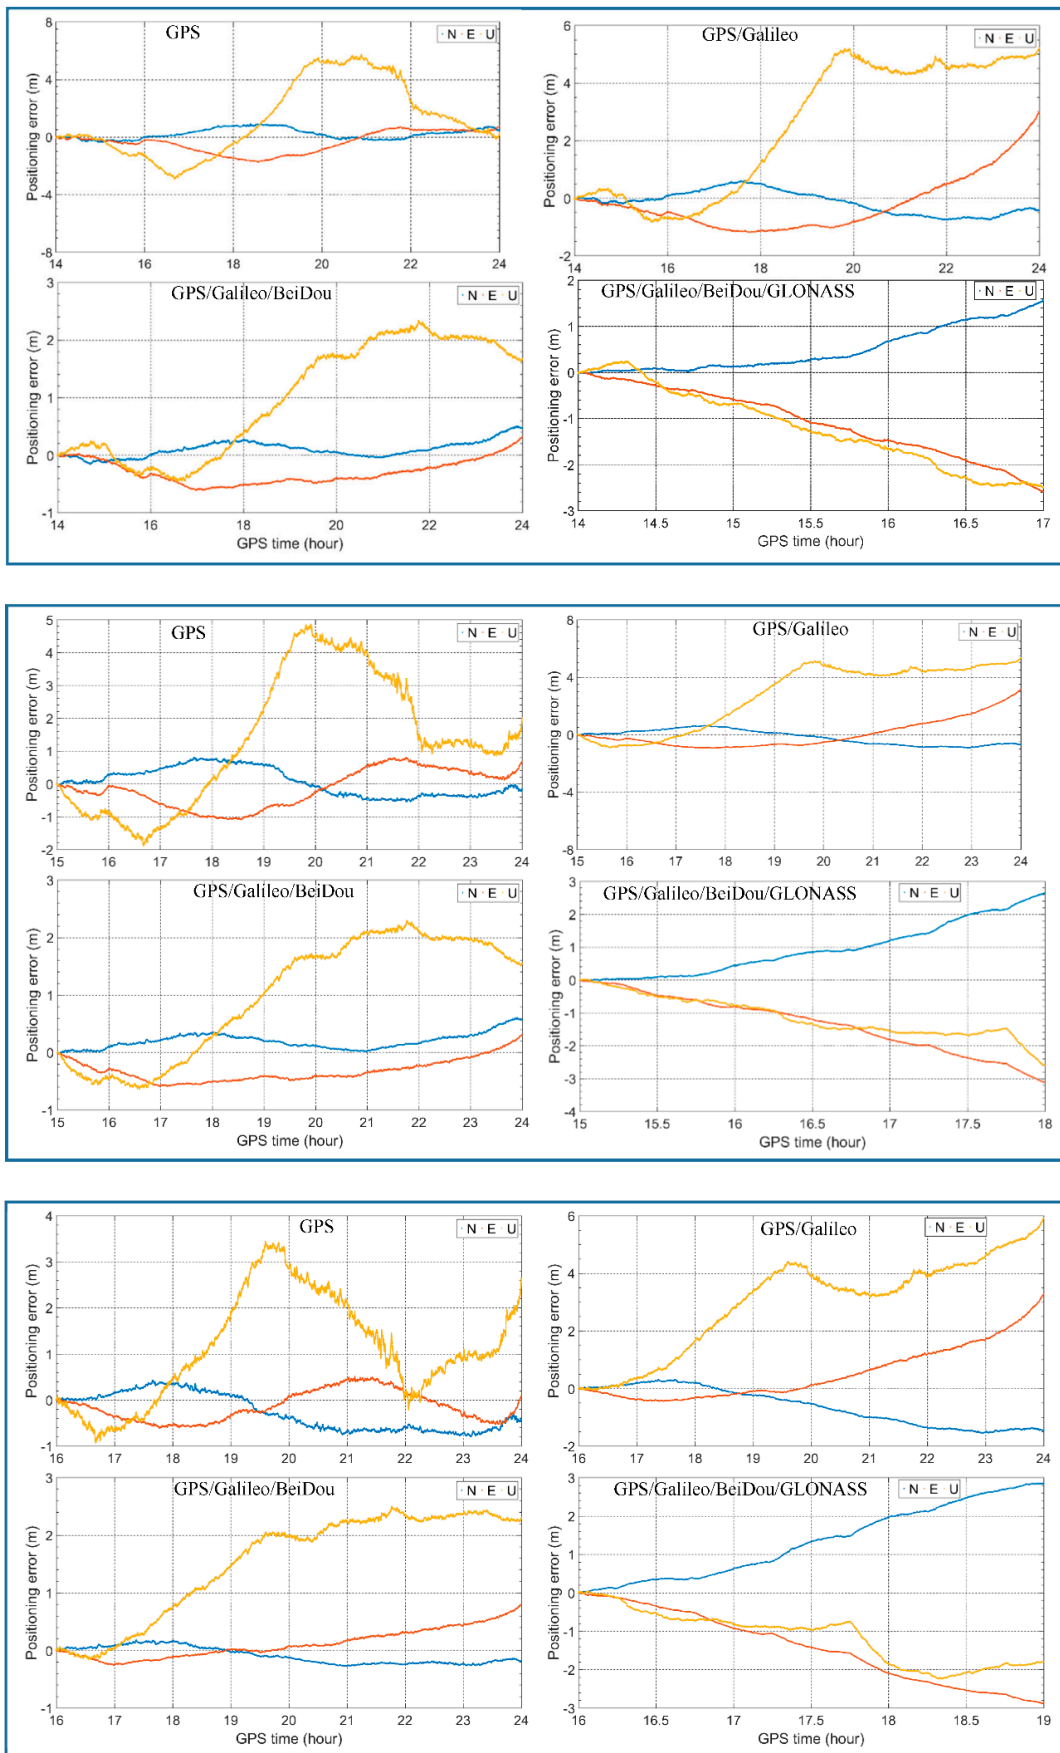 GPS
N E U
Positioning error (m)
8
4
0
-4
-8
14 16 18 20 22 24
GPS/Galileo
N E U
Positioning error (m)
6
4
2
0
-2
14 16 18 20 22 24
GPS/Galileo/BeiDou
N E U
Positioning error (m)
3
2
1
0
-1
14 16 18 20 22 24
GPS time (hour)
GPS/Galileo/BeiDou/GLONASS
N E U
Positioning error (m)
2
1
0
-1
-2
-3
14 14.5 15 15.5 16 16.5 17
GPS time (hour)
GPS
N E U
Positioning error (m)
5
4
3
2
1
0
-1
-2
15 16 17 18 19 20 21 22 23 24
GPS/Galileo
N E U
Positioning error (m)
8
4
0
-4
-8
15 16 17 18 19 20 21 22 23 24
GPS/Galileo/BeiDou
N E U
Positioning error (m)
3
2
1
0
-1
15 16 17 18 19 20 21 22 23 24
GPS time (hour)
GPS/Galileo/BeiDou/GLONASS
N E U
Positioning error (m)
3
2
1
0
-1
-2
-3
-4
15 15.5 16 16.5 17 17.5 18
GPS time (hour)
GPS
N E U
Positioning error (m)
4
3
2
1
0
-1
16 17 18 19 20 21 22 23 24
GPS/Galileo
N E U
Positioning error (m)
6
4
2
0
-2
16 17 18 19 20 21 22 23 24
GPS/Galileo/BeiDou
N E U
Positioning error (m)
3
2
1
0
-1
16 17 18 19 20 21 22 23 24
GPS time (hour)
GPS/Galileo/BeiDou/GLONASS
N E U
Positioning error (m)
3
2
1
0
-1
-2
-3
16 16.5 17 17.5 18 18.5 19
GPS time (hour)